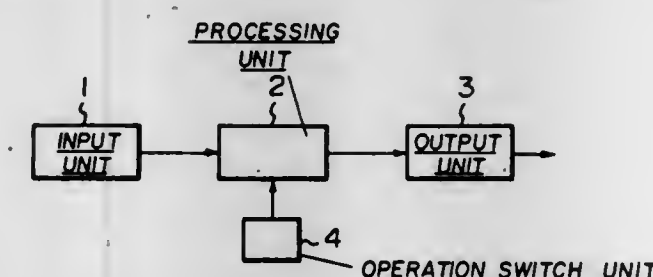 PROCESSING
UNIT
1
2
3
INPUT
UNIT
OUTPUT
UNIT
4
OPERATION SWITCH UNIT